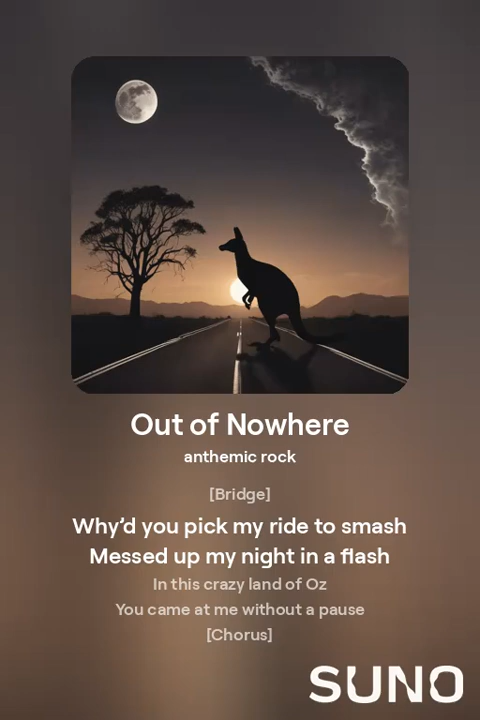 Out of Nowhere
anthemic rock
[Bridge]
Why’d you pick my ride to smash
Messed up my night in a flash
In this crazy land of Oz
You came at me without a pause
[Chorus]
SUNO